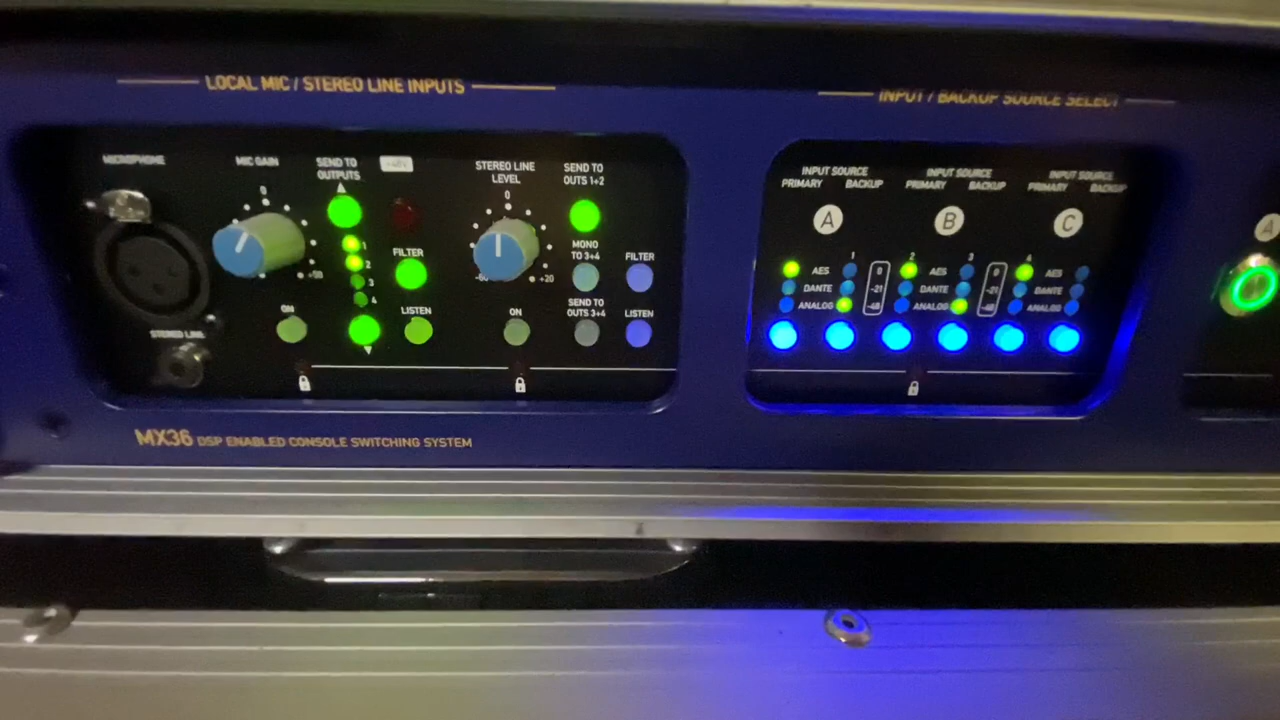 LOCAL MIC / STEREO LINE INPUTS
INPUT / BACKUP SOURCE SELECT
MICROPHONE
MIC GAIN
0
+50
SEND TO
OUTPUTS
1
2
3
4
+48V
FILTER
LISTEN
ON
STEREO LINE
STEREO LINE
LEVEL
0
+20
ON
SEND TO
OUTS 1+2
MONO
TO 3+4
SEND TO
OUTS 3+4
FILTER
LISTEN
INPUT SOURCE
PRIMARY BACKUP
A
1
AES
DANTE
ANALOG
0
-21
INPUT SOURCE
PRIMARY BACKUP
B
2 3
AES
DANTE
ANALOG
0
-21
INPUT SOURCE
PRIMARY BACKUP
C
4
AES
DANTE
ANALOG
A
MX36 DSP ENABLED CONSOLE SWITCHING SYSTEM